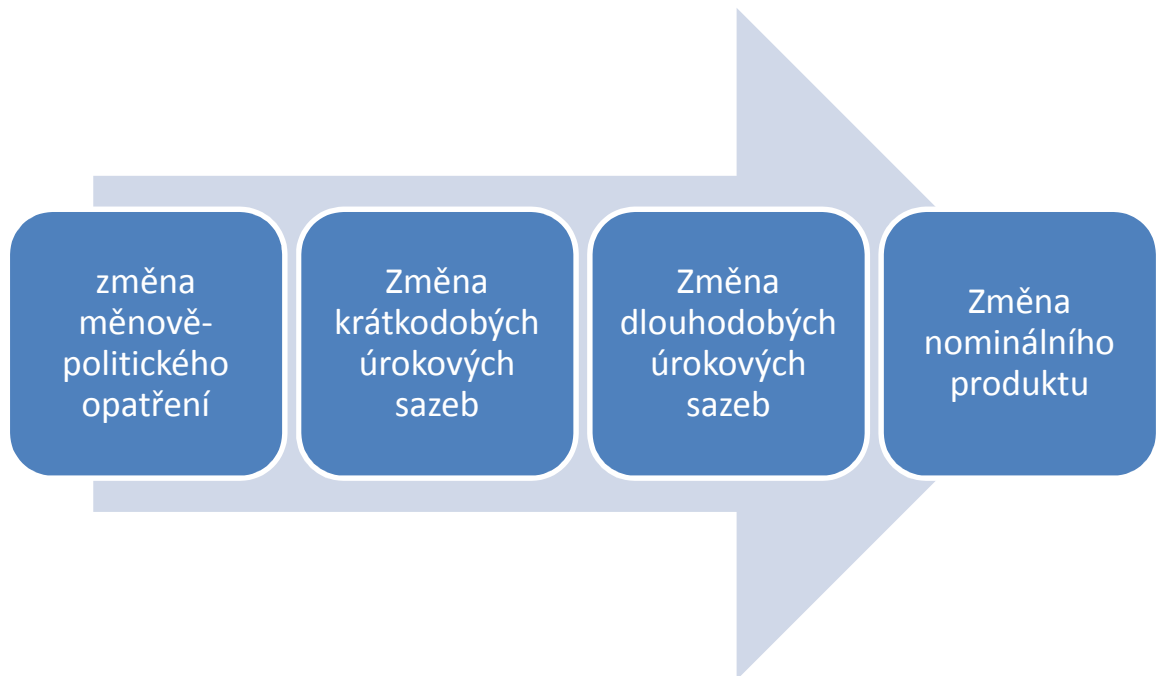 změna
měnově-
politického
opatření
Změna
krátkodobých
úrokových
sazeb
Změna
dlouhodobých
úrokových
sazeb
Změna
nominálního
produktu